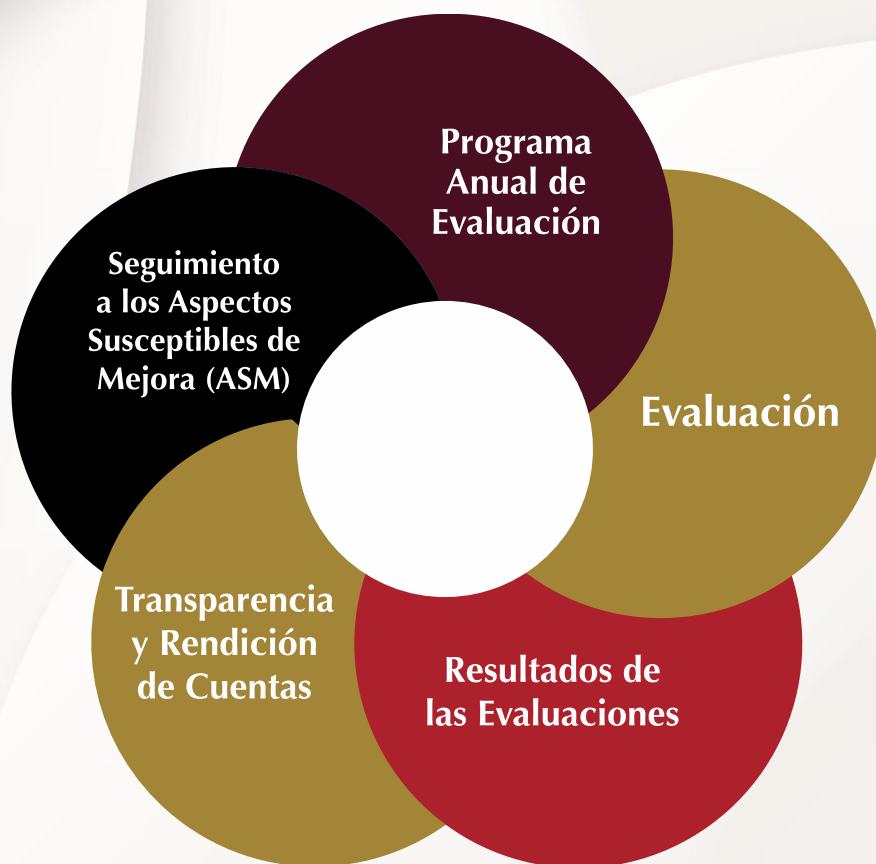 Programa
Anual de
Evaluación
Evaluación
Resultados de
las Evaluaciones
Transparencia
y Rendición
de Cuentas
Seguimiento
a los Aspectos
Susceptibles de
Mejora (ASM)